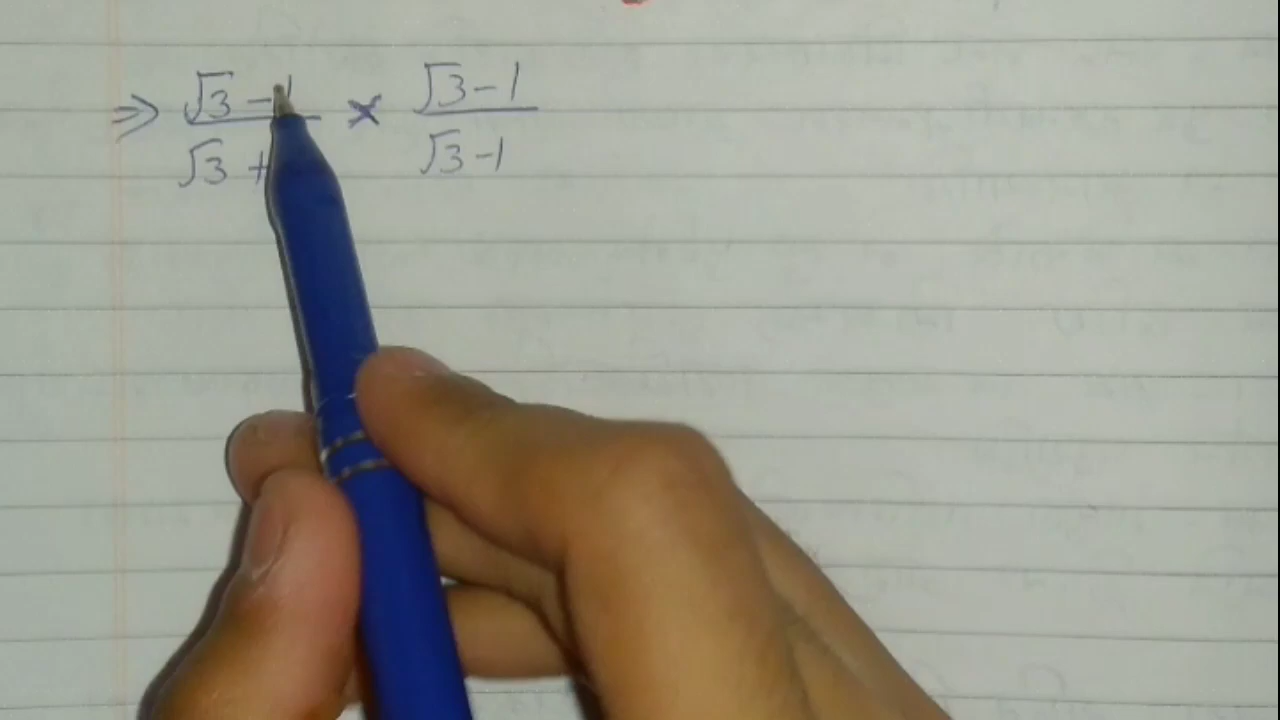 ⇒ (√3 - 1)/(√3 +) × (√3 - 1)/(√3 - 1)